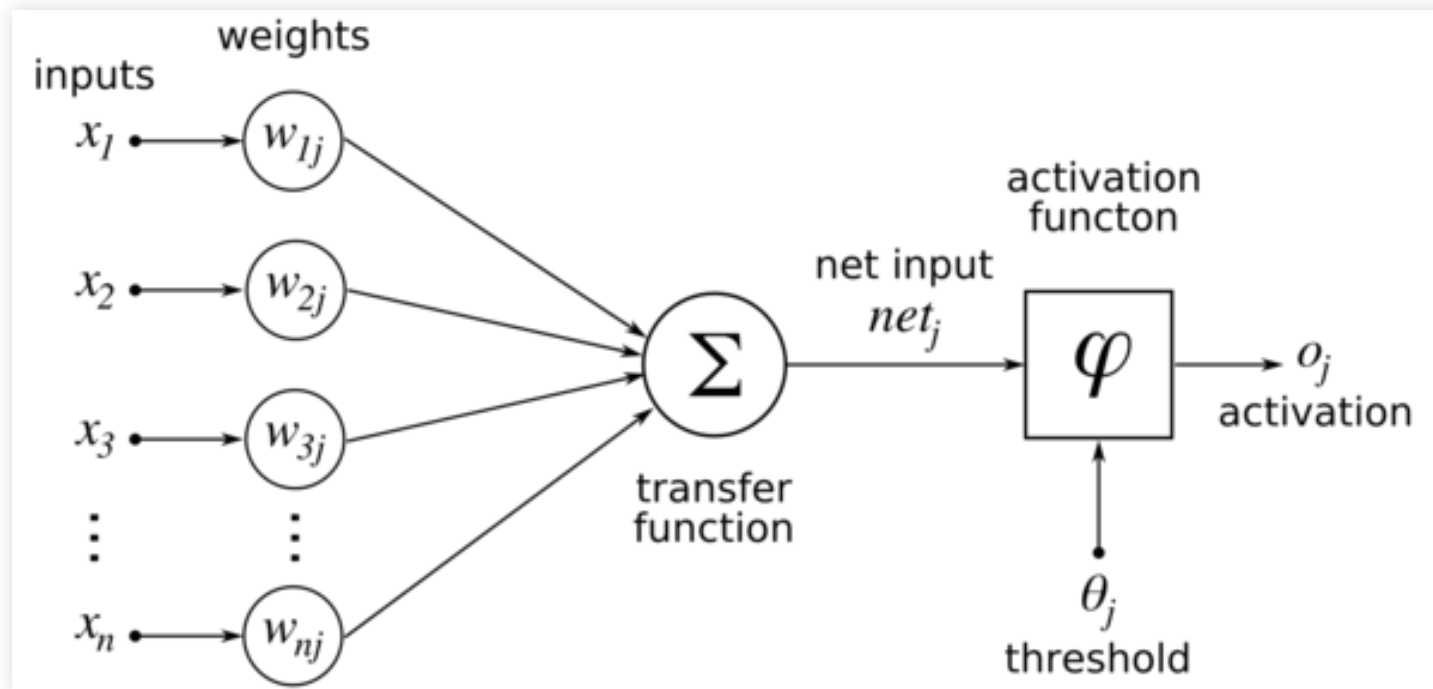 weights
inputs
x₁
w₁ⱼ
x₂
w₂ⱼ
x₃
w₃ⱼ
⋮
⋮
xₙ
wₙⱼ
Σ
transfer
function
net input
netⱼ
activation
functon
φ
oⱼ
activation
θⱼ
threshold